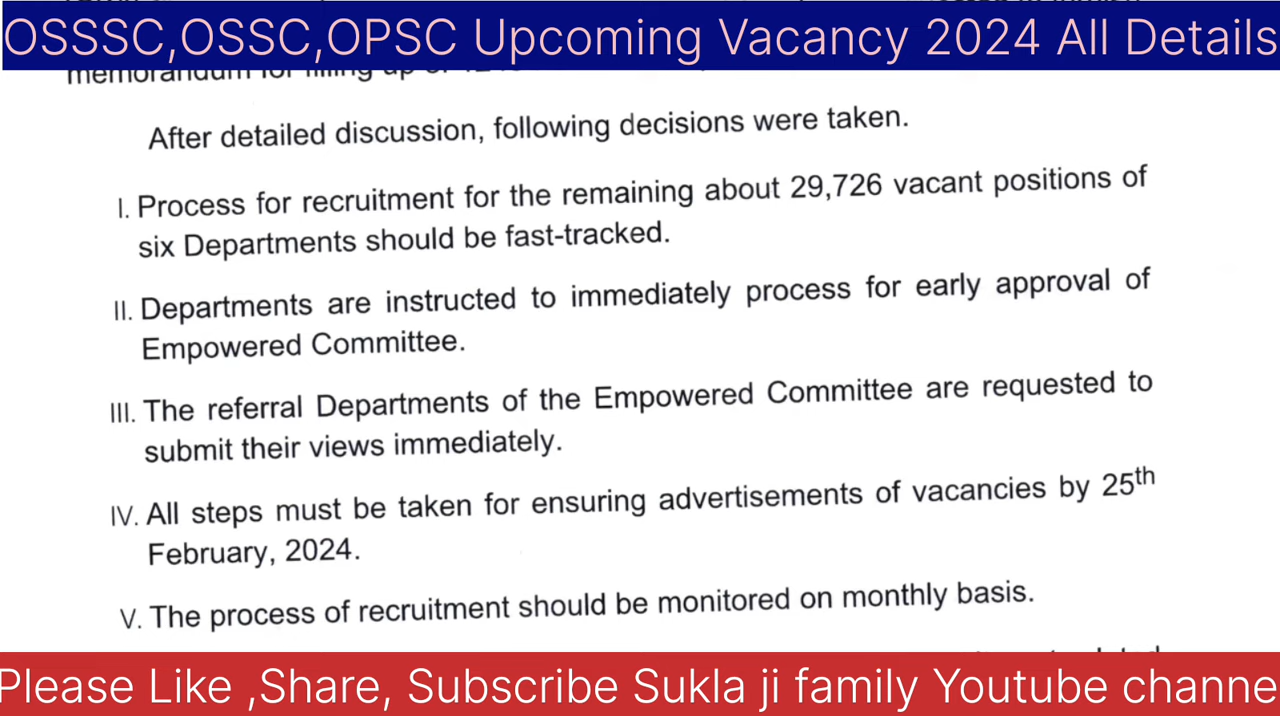 OSSSC,OSSC,OPSC Upcoming Vacancy 2024 All Details
memorandum for filling up of
After detailed discussion, following decisions were taken.
I. Process for recruitment for the remaining about 29,726 vacant positions of
six Departments should be fast-tracked.
II. Departments are instructed to immediately process for early approval of
Empowered Committee.
III. The referral Departments of the Empowered Committee are requested to
submit their views immediately.
IV. All steps must be taken for ensuring advertisements of vacancies by 25th
February, 2024.
V. The process of recruitment should be monitored on monthly basis.
Please Like ,Share, Subscribe Sukla ji family Youtube channe